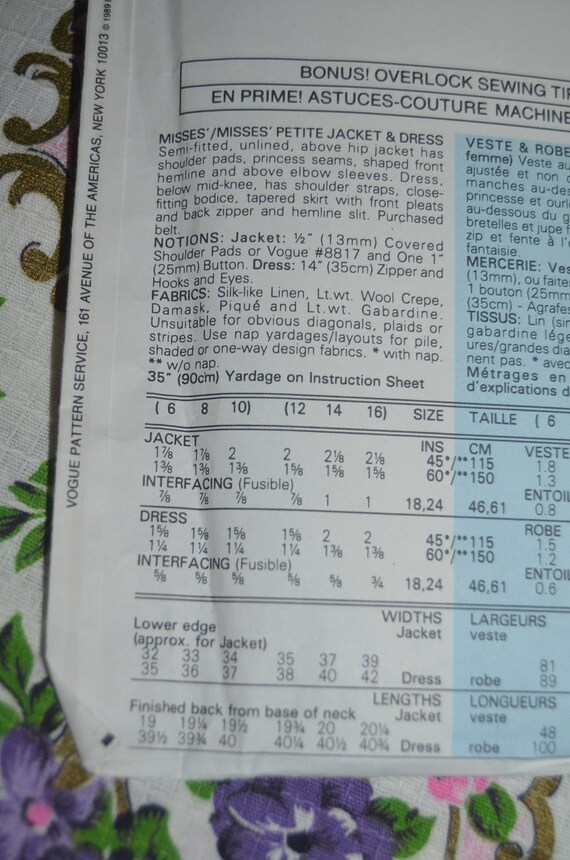 VOGUE PATTERN SERVICE, 161 AVENUE OF THE AMERICAS, NEW YORK 10013 © 1989
BONUS! OVERLOCK SEWING TIP
EN PRIME! ASTUCES-COUTURE MACHINE
MISSES'/MISSES' PETITE JACKET & DRESS
Semi-fitted, unlined, above hip jacket has
shoulder pads, princess seams, shaped front
hemline and above elbow sleeves. Dress,
below mid-knee, has shoulder straps, close-
fitting bodice, tapered skirt with front pleats
and back zipper and hemline slit. Purchased
belt.
NOTIONS: Jacket: ½" (13mm) Covered
Shoulder Pads or Vogue #8817 and One 1"
(25mm) Button. Dress: 14" (35cm) Zipper and
Hooks and Eyes.
FABRICS: Silk-like Linen, Lt.wt. Wool Crepe,
Damask, Piqué and Lt.wt. Gabardine.
Unsuitable for obvious diagonals, plaids or
stripes. Use nap yardages/layouts for pile,
shaded or one-way design fabrics. * with nap.
** w/o nap.
35" (90cm) Yardage on Instruction Sheet
VESTE & ROBE
femme) Veste au
ajustée et non
manches au-des
princesse et ourl
au-dessous du g
bretelles et jupe f
zip et fente à l'
fantaisie.
MERCERIE: Ves
(13mm), ou faite
1 bouton (25mm
(35cm) - Agrafes
TISSUS: Lin (sim
gabardine lége
ures/grandes dia
nent pas. * avec
Métrages en
d'explications d
( 6 8 10) (12 14 16) SIZE TAILLE ( 6
JACKET INS CM VESTE
1⅞ 1⅞ 2 2 2⅛ 2⅛ 45*/** 115 1.8
1⅜ 1⅜ 1⅜ 1⅝ 1⅝ 1⅝ 60*/** 150 1.3
INTERFACING (Fusible) ENTOIL
⅞ ⅞ ⅞ ⅞ 1 1 18,24 46,61 0.8
DRESS ROBE
1⅝ 1⅝ 1⅝ 1⅝ 2 2 45*/** 115 1.5
1¼ 1¼ 1¼ 1¼ 1⅜ 1⅜ 60*/** 150 1.2
INTERFACING (Fusible) ENTOIL
⅝ ⅝ ⅝ ⅝ ⅝ ¾ 18,24 46,61 0.6
WIDTHS LARGEURS
Lower edge Jacket veste
(approx. for Jacket)
32 33 34 35 37 39 81
35 36 37 38 40 42 Dress robe 89
LENGTHS LONGUEURS
Finished back from base of neck Jacket veste
19 19¼ 19½ 19¾ 20 20¼ 48
39½ 39¾ 40 40¼ 40½ 40¾ Dress robe 100